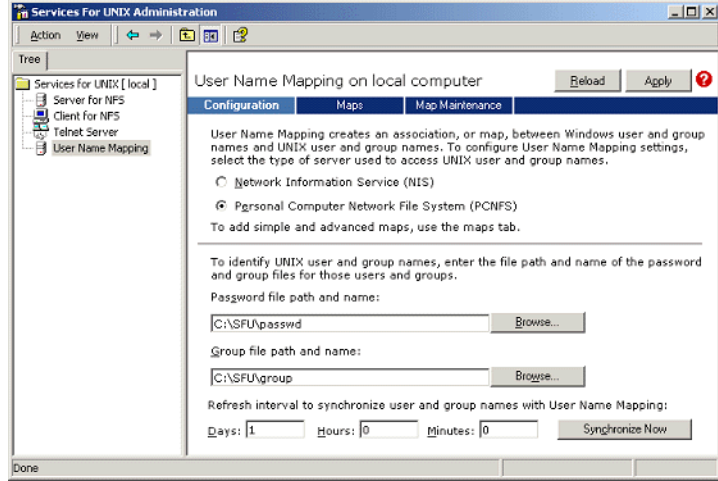 Services For UNIX Administration
Action View
Tree
Services for UNIX [ local ]
Server for NFS
Client for NFS
Telnet Server
User Name Mapping
User Name Mapping on local computer
Reload
Apply
?
Configuration
Maps
Map Maintenance
User Name Mapping creates an association, or map, between Windows user and group
names and UNIX user and group names. To configure User Name Mapping settings,
select the type of server used to access UNIX user and group names.
Network Information Service (NIS)
Personal Computer Network File System (PCNFS)
To add simple and advanced maps, use the maps tab.
To identify UNIX user and group names, enter the file path and name of the password
and group files for those users and groups.
Password file path and name:
C:\SFU\passwd
Browse...
Group file path and name:
C:\SFU\group
Browse...
Refresh interval to synchronize user and group names with User Name Mapping:
Days: 1 Hours: 0 Minutes: 0 Synchronize Now
Done